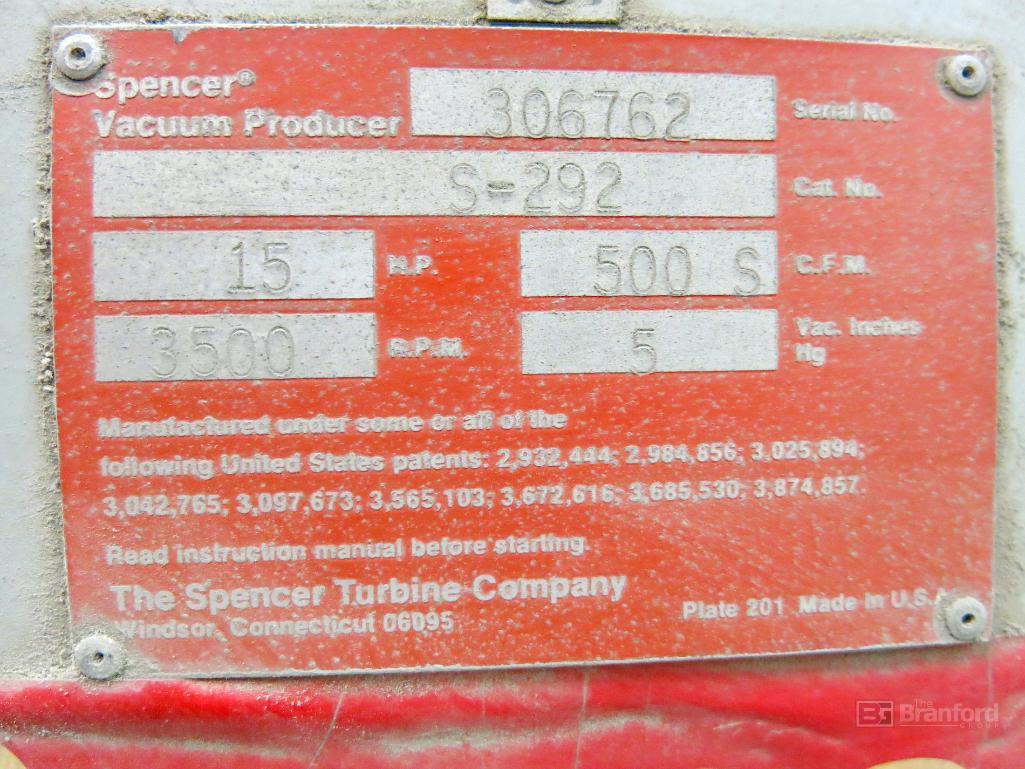 Spencer®
Vacuum Producer 306762 Serial No.
S-292 Cat. No.
15 H.P. 500 S C.F.M.
3500 R.P.M. 5 Vac. Inches
Hg
Manufactured under some or all of the
following United States patents: 2,932,444; 2,984,856; 3,025,894;
3,042,765; 3,097,673; 3,565,103; 3,672,616; 3,685,530; 3,874,857.
Read instruction manual before starting.
The Spencer Turbine Company
Windsor, Connecticut 06095
Plate 201 Made in U.S.A.
BG The Branford GROUP